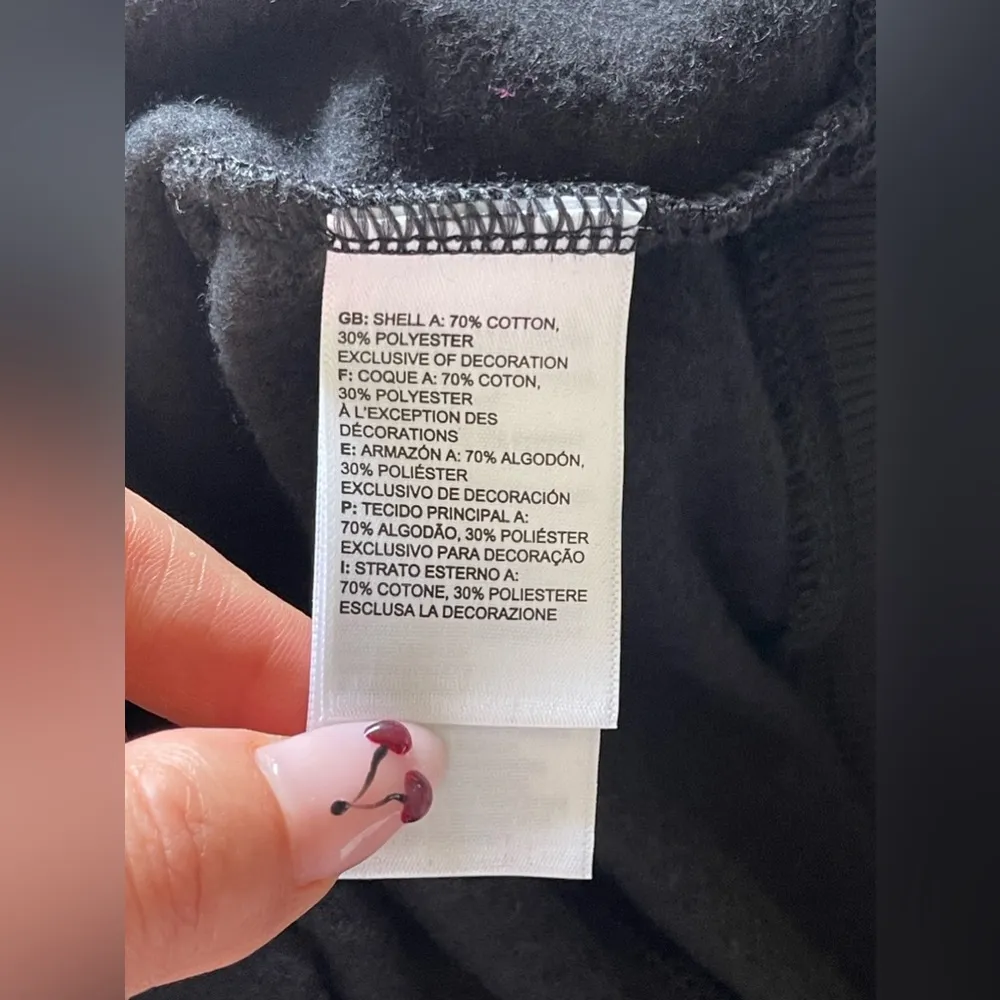 GB: SHELL A: 70% COTTON,
30% POLYESTER
EXCLUSIVE OF DECORATION
F: COQUE A: 70% COTON,
30% POLYESTER
À L'EXCEPTION DES
DÉCORATIONS
E: ARMAZÓN A: 70% ALGODÓN,
30% POLIÉSTER
EXCLUSIVO DE DECORACIÓN
P: TECIDO PRINCIPAL A:
70% ALGODÃO, 30% POLIÉSTER
EXCLUSIVO PARA DECORAÇÃO
I: STRATO ESTERNO A:
70% COTONE, 30% POLIESTERE
ESCLUSA LA DECORAZIONE